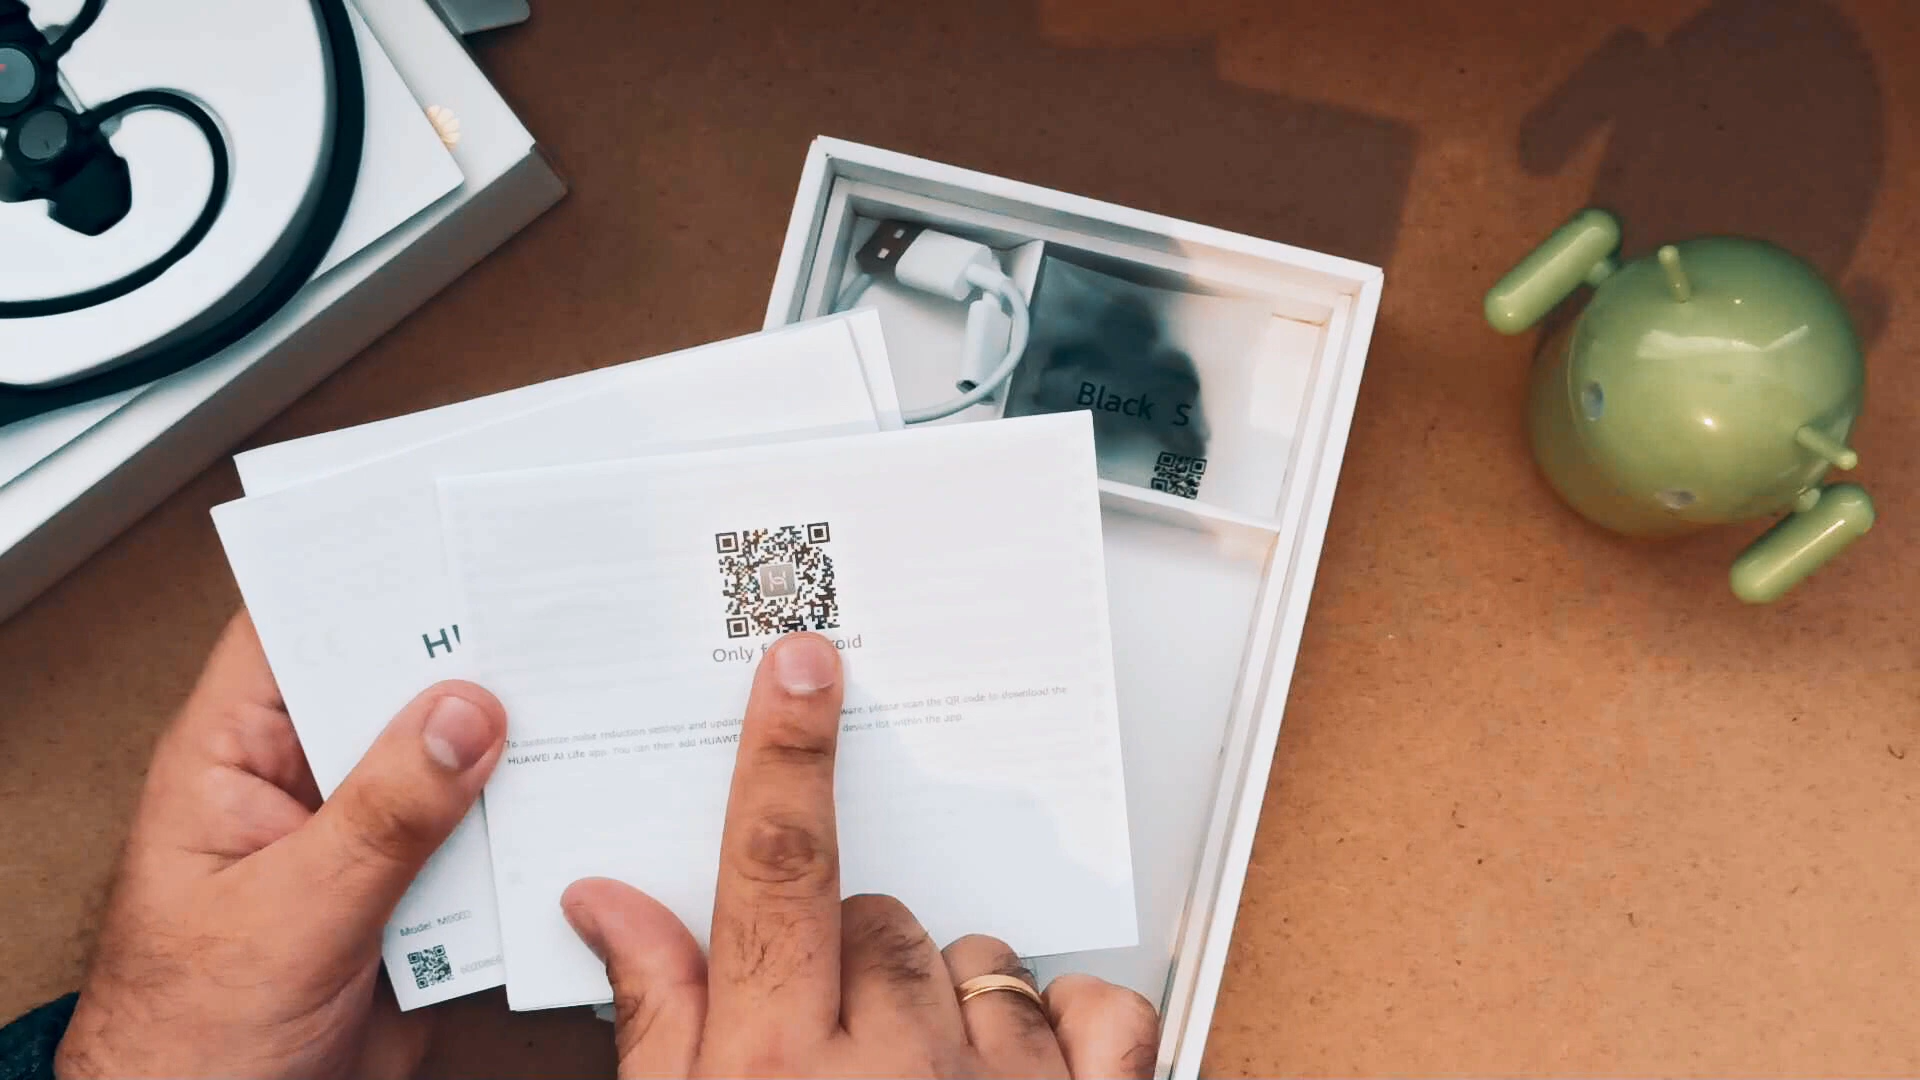 Black S
HU
Only f roid
To customize noise reduction settings and update ware, please scan the QR code to download the
HUAWEI AI Life app. You can then add HUAWEI device list within the app.
Model: